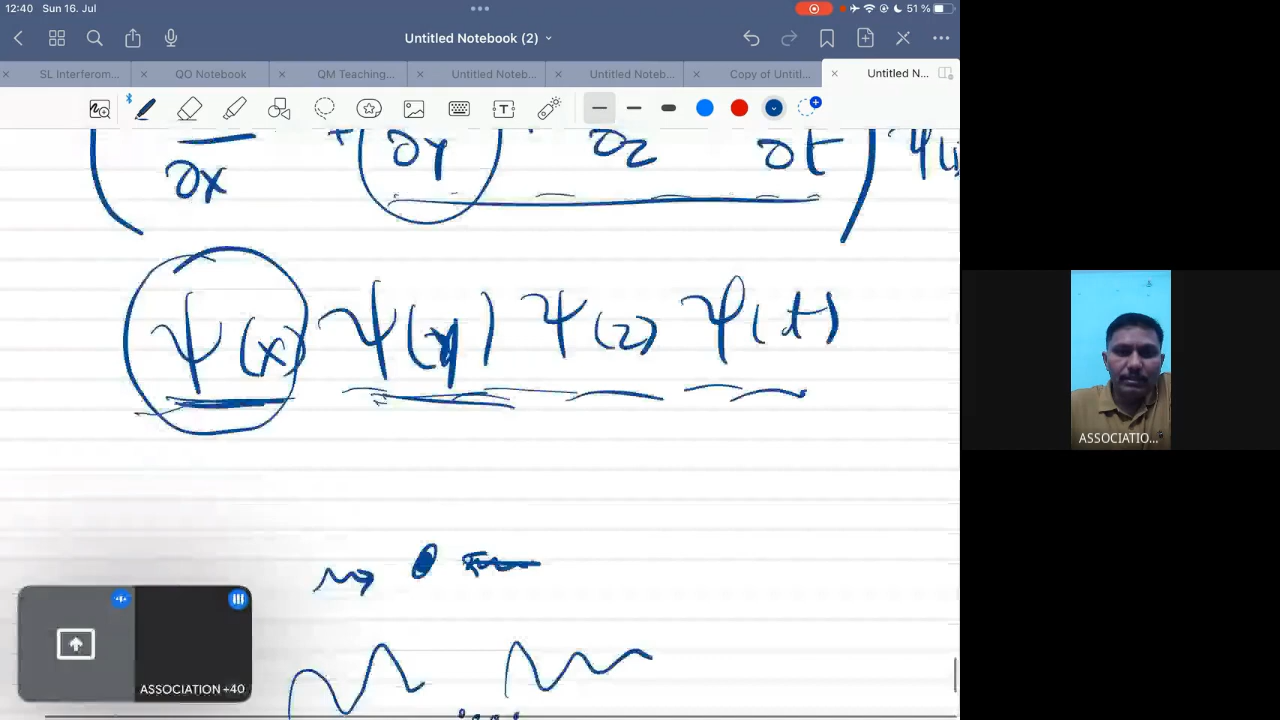 12:40 Sun 16. Jul 51 %
Untitled Notebook (2)
SL Interferom... QO Notebook QM Teaching... Untitled Noteb... Untitled Noteb... Copy of Untitl... Untitled N...
∂x + ∂y ∂z ∂t ψ(
ψ(x) ψ(y) ψ(z) ψ(t)
ASSOCIATIO...
ASSOCIATION +40